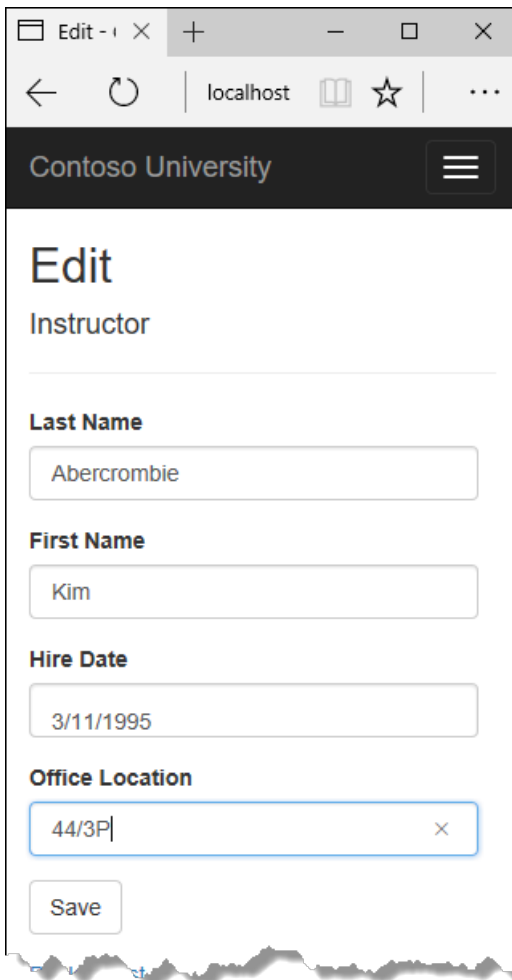 Edit -
localhost
Contoso University
Edit
Instructor
Last Name
Abercrombie
First Name
Kim
Hire Date
3/11/1995
Office Location
44/3P
Save